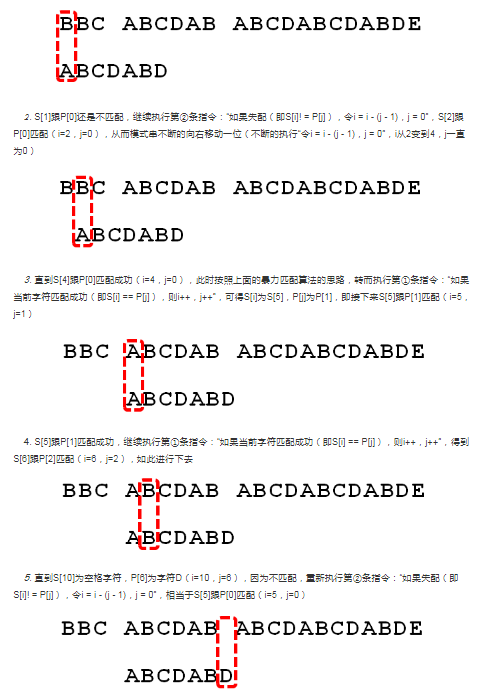 BBC ABCDAB ABCDABCDABDE
ABCDABD
2. S[1]跟P[0]还是不匹配，继续执行第②条指令：“如果失配（即S[i]! = P[j]），令i = i - (j - 1)，j = 0”，S[2]跟
P[0]匹配（i=2，j=0），从而模式串不断的向右移动一位（不断的执行“令i = i - (j - 1)，j = 0”，i从2变到4，j一直
为0）
BBC ABCDAB ABCDABCDABDE
ABCDABD
3. 直到S[4]跟P[0]匹配成功（i=4，j=0），此时按照上面的暴力匹配算法的思路，转而执行第①条指令：“如果
当前字符匹配成功（即S[i] == P[j]），则i++，j++”，可得S[i]为S[5]，P[j]为P[1]，即接下来S[5]跟P[1]匹配（i=5，
j=1）
BBC ABCDAB ABCDABCDABDE
ABCDABD
4. S[5]跟P[1]匹配成功，继续执行第①条指令：“如果当前字符匹配成功（即S[i] == P[j]），则i++，j++”，得到
S[6]跟P[2]匹配（i=6，j=2），如此进行下去
BBC ABCDAB ABCDABCDABDE
ABCDABD
5. 直到S[10]为空格字符，P[6]为字符D（i=10，j=6），因为不匹配，重新执行第②条指令：“如果失配（即
S[i]! = P[j]），令i = i - (j - 1)，j = 0”，相当于S[5]跟P[0]匹配（i=5，j=0）
BBC ABCDAB ABCDABCDABDE
ABCDABD